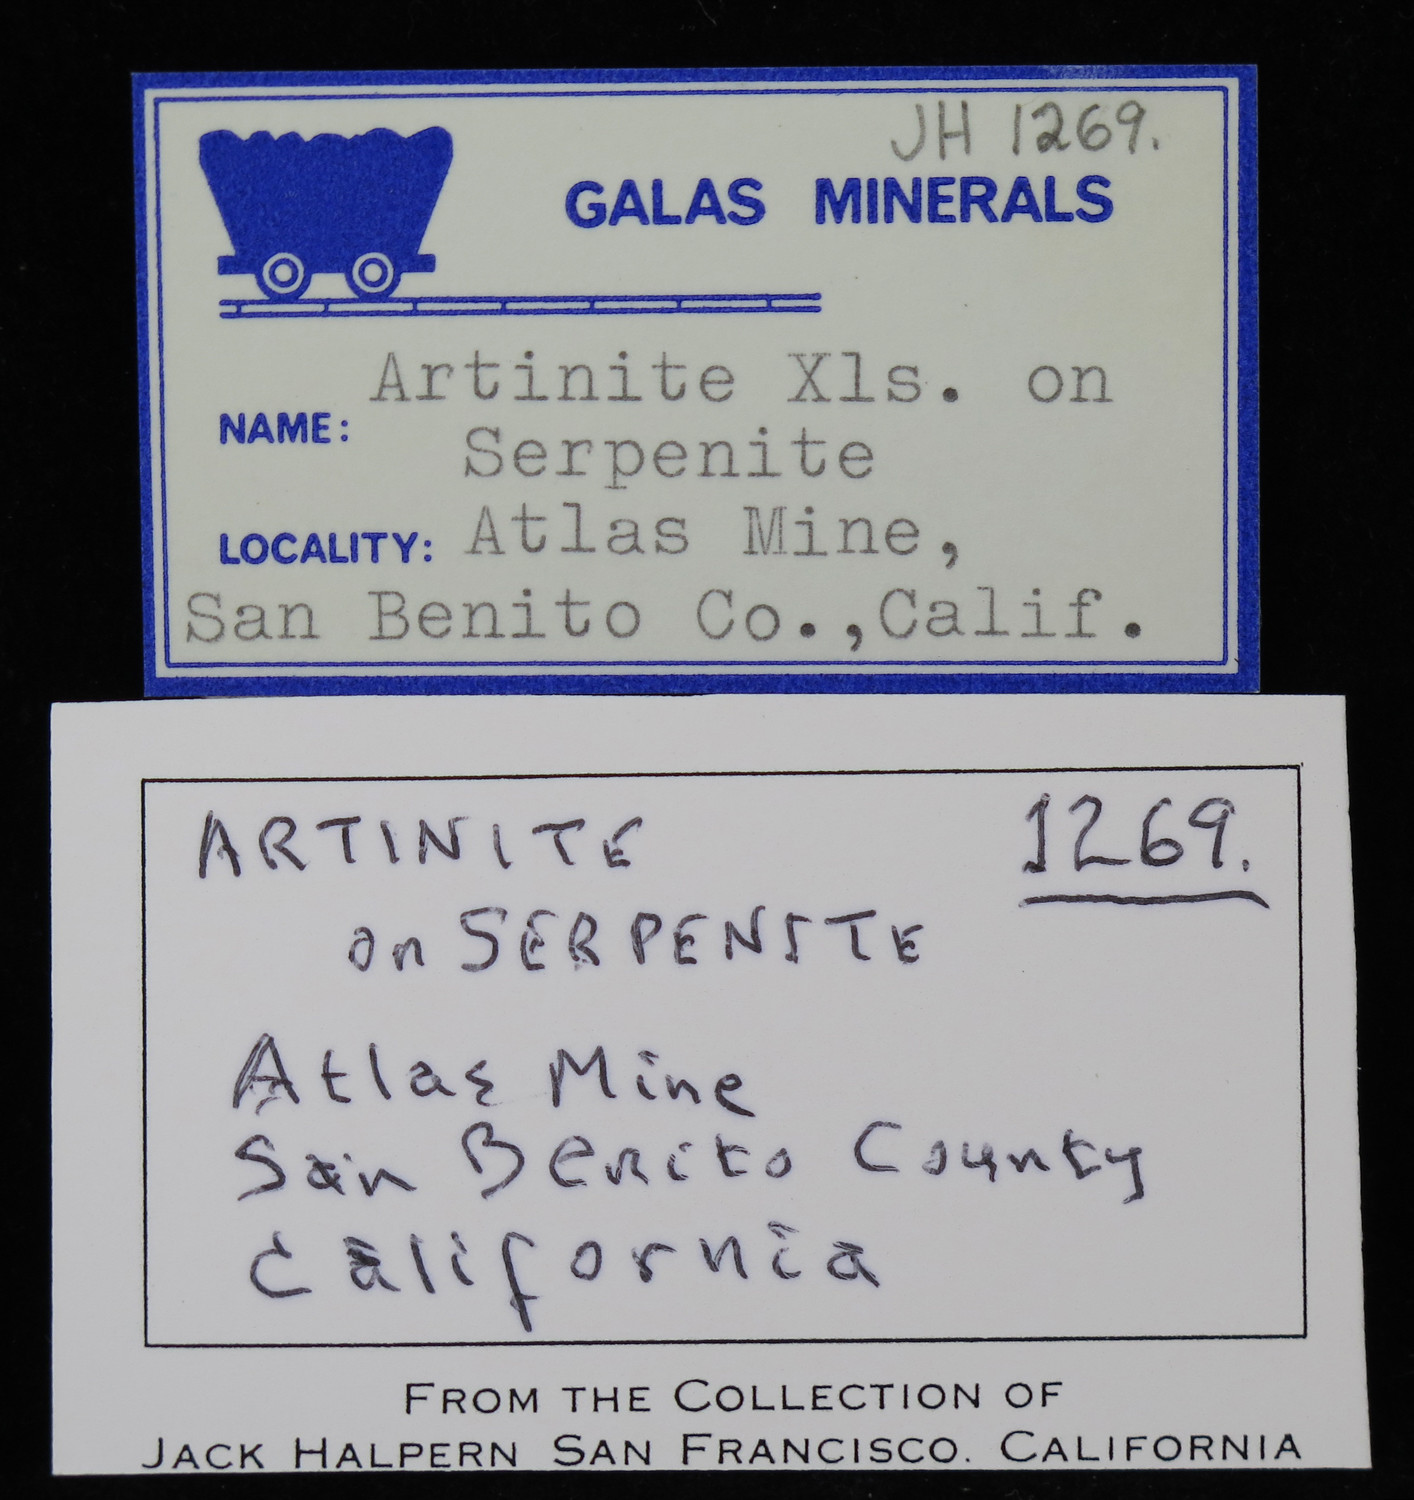 JH 1269.
GALAS MINERALS
NAME: Artinite Xls. on
Serpenite
LOCALITY: Atlas Mine,
San Benito Co.,Calif.
ARTINITE 1269.
on SERPENITE
Atlas Mine
San Benito County
California
FROM THE COLLECTION OF
JACK HALPERN SAN FRANCISCO. CALIFORNIA